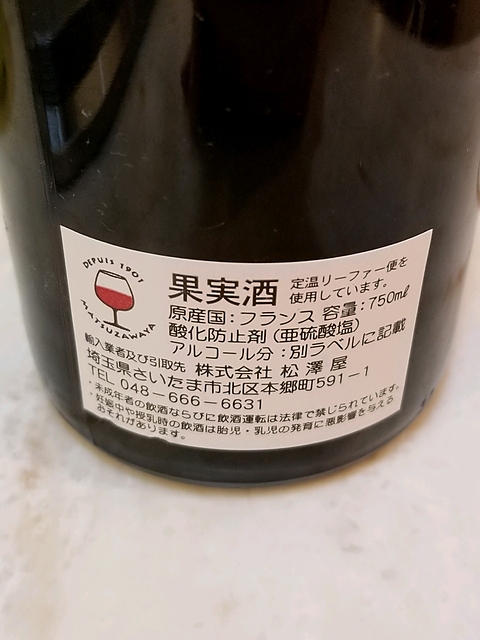 DEPUIS 1901
MATSUZAWAYA
果実酒 定温リーファー便を
使用しています。
原産国：フランス 容量：750ml
酸化防止剤（亜硫酸塩）
アルコール分：別ラベルに記載
輸入業者及び引取先 株式会社 松澤屋
埼玉県さいたま市北区本郷町591-1
TEL 048-666-6631
・未成年者の飲酒ならびに飲酒運転は法律で禁じられています。
・妊娠中や授乳時の飲酒は胎児・乳児の発育に悪影響を与える
おそれがあります。